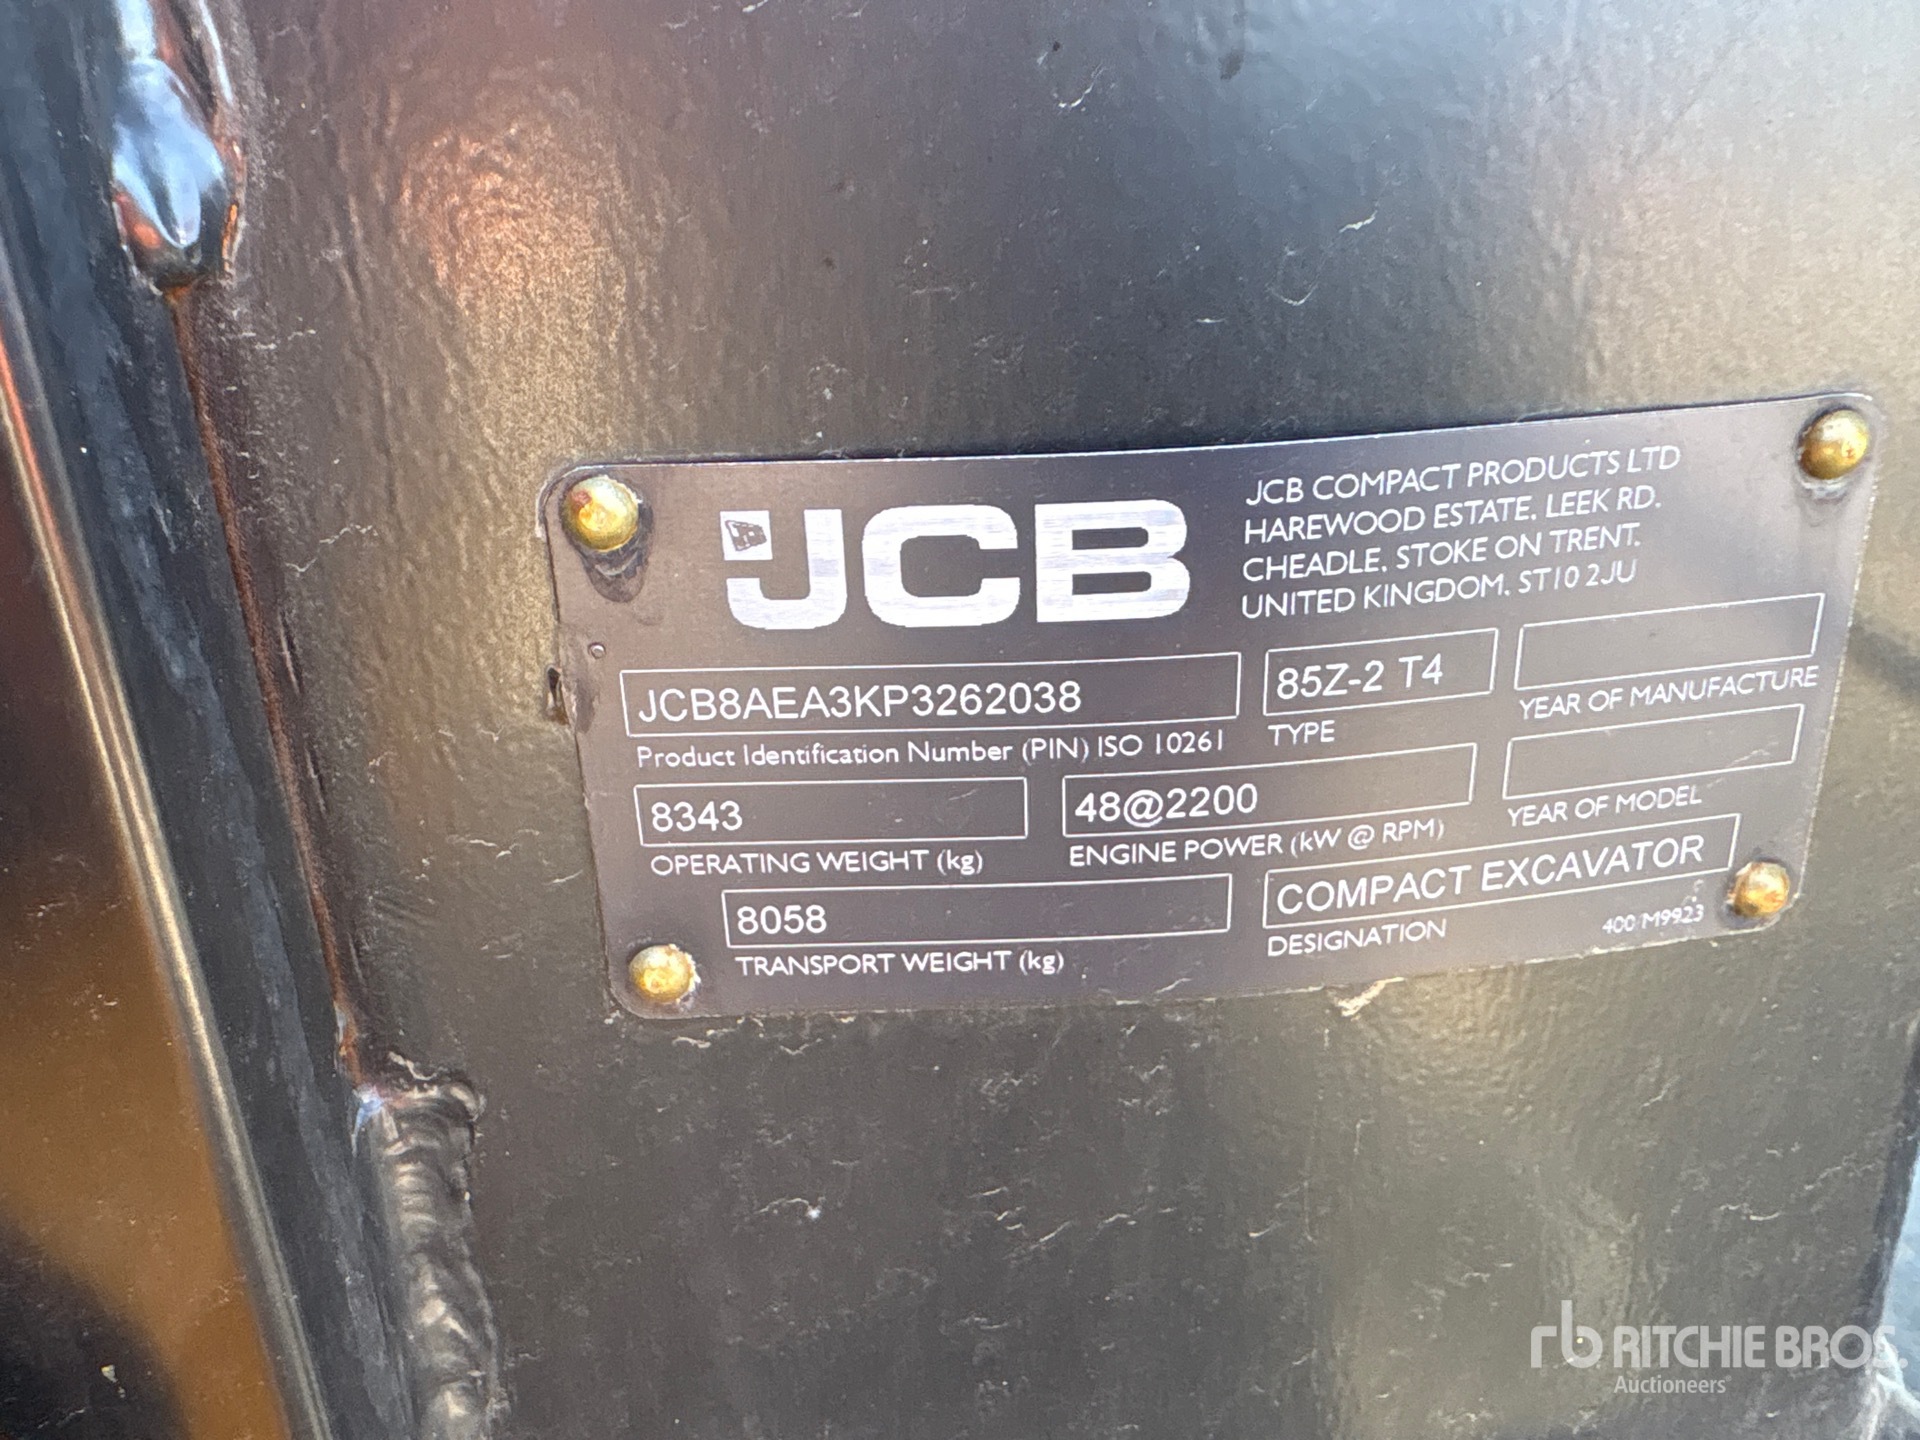 JCB
JCB COMPACT PRODUCTS LTD
HAREWOOD ESTATE, LEEK RD.
CHEADLE, STOKE ON TRENT.
UNITED KINGDOM. ST10 2JU
JCB8AEA3KP3262038
Product Identification Number (PIN) ISO 10261
85Z-2 T4
TYPE
YEAR OF MANUFACTURE
8343
OPERATING WEIGHT (kg)
48@2200
ENGINE POWER (kW @ RPM)
YEAR OF MODEL
8058
TRANSPORT WEIGHT (kg)
COMPACT EXCAVATOR
DESIGNATION
400/M9923
rb RITCHIE BROS.
Auctioneers